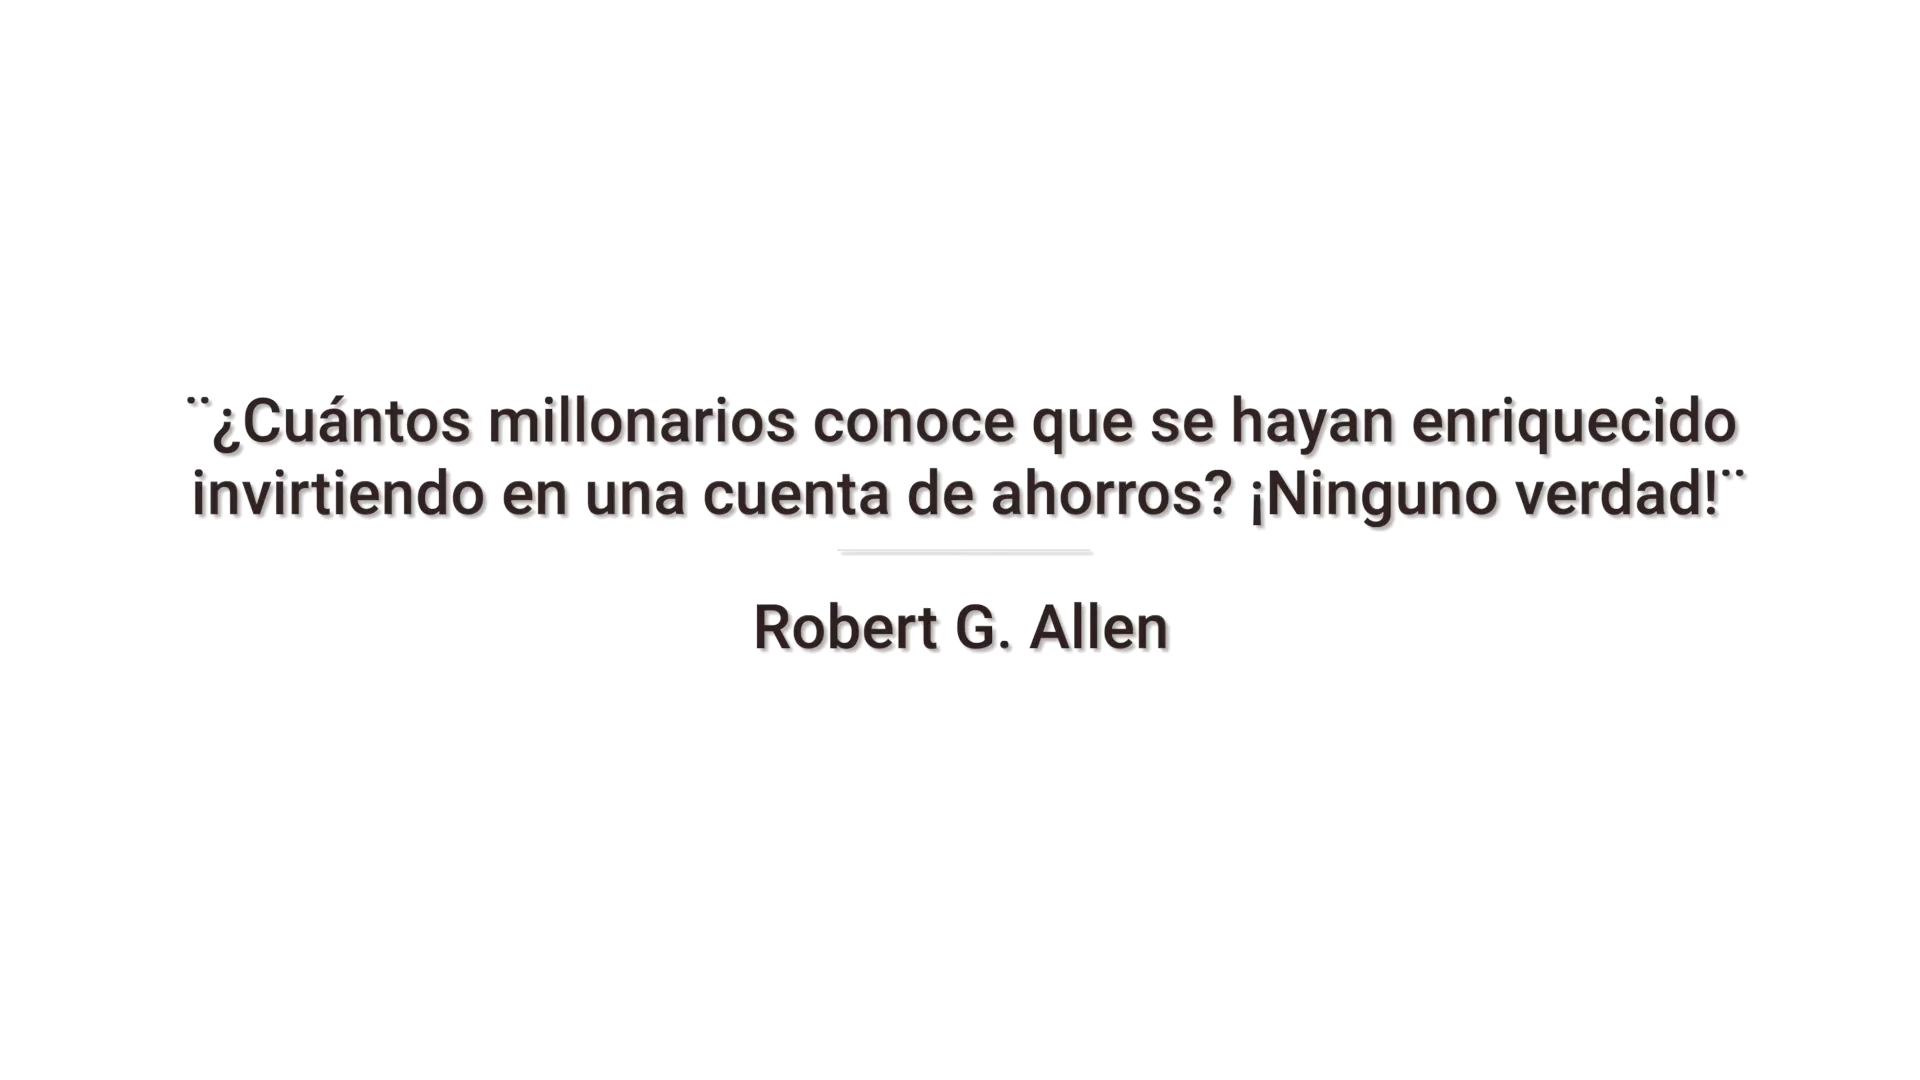 ¨¿Cuántos millonarios conoce que se hayan enriquecido
invirtiendo en una cuenta de ahorros? ¡Ninguno verdad!¨
Robert G. Allen